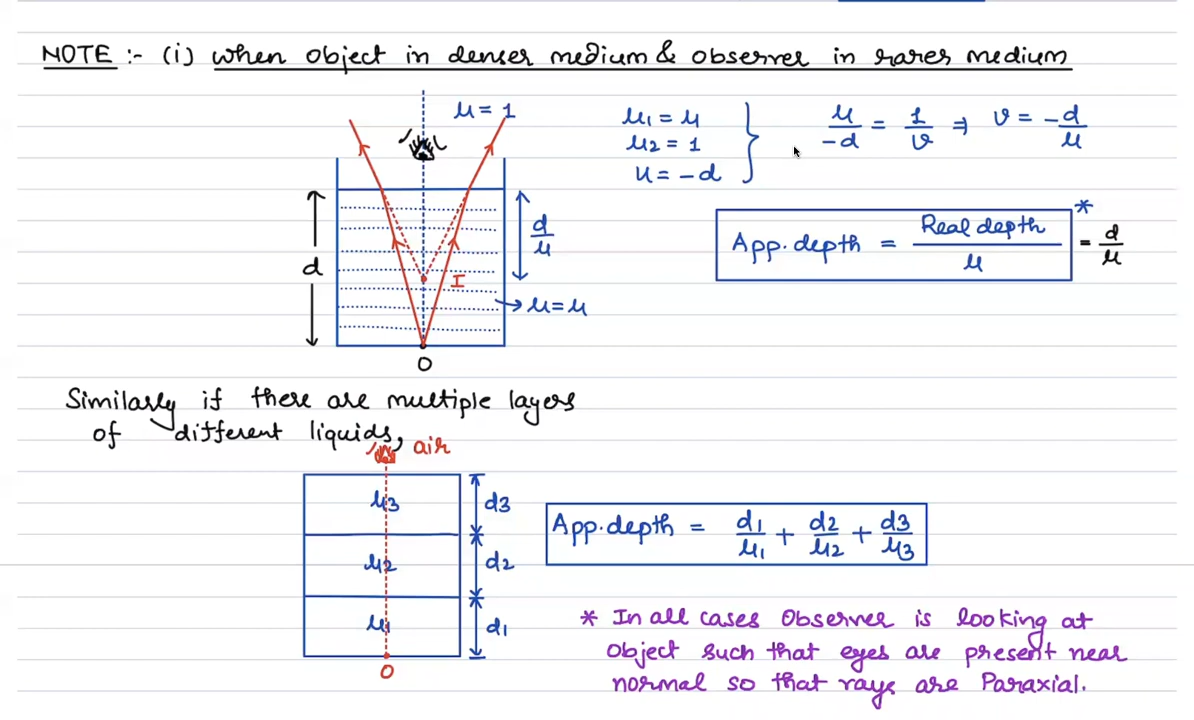 NOTE :- (i) when object in denser medium & observer in rarer medium
μ = 1
μ1 = μ
μ2 = 1
u = -d
μ/-d = 1/v ⇒ v = -d/μ
d
d/μ
I
→ μ = μ
O
App. depth = Real depth/μ * = d/μ
Similarly if there are multiple layers
of different liquids,
air
μ3 d3
μ2 d2
μ1 d1
O
App. depth = d1/μ1 + d2/μ2 + d3/μ3
* In all cases Observer is looking at
object such that eyes are present near
normal so that rays are Paraxial.